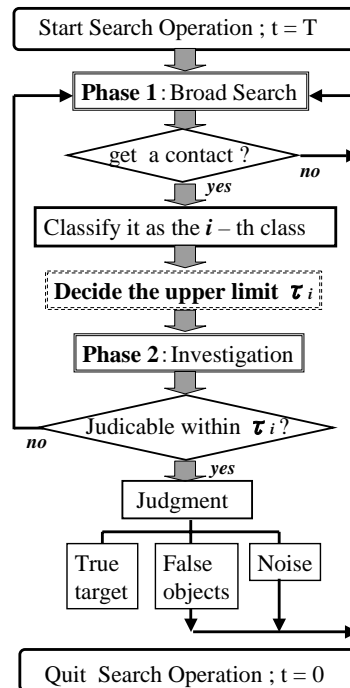 Start Search Operation ; t = T
Phase 1 : Broad Search
get a contact ?
no
yes
Classify it as the i – th class
Decide the upper limit τ i
Phase 2 : Investigation
Judicable within τ i ?
no
yes
Judgment
True
target
False
objects
Noise
Quit Search Operation ; t = 0